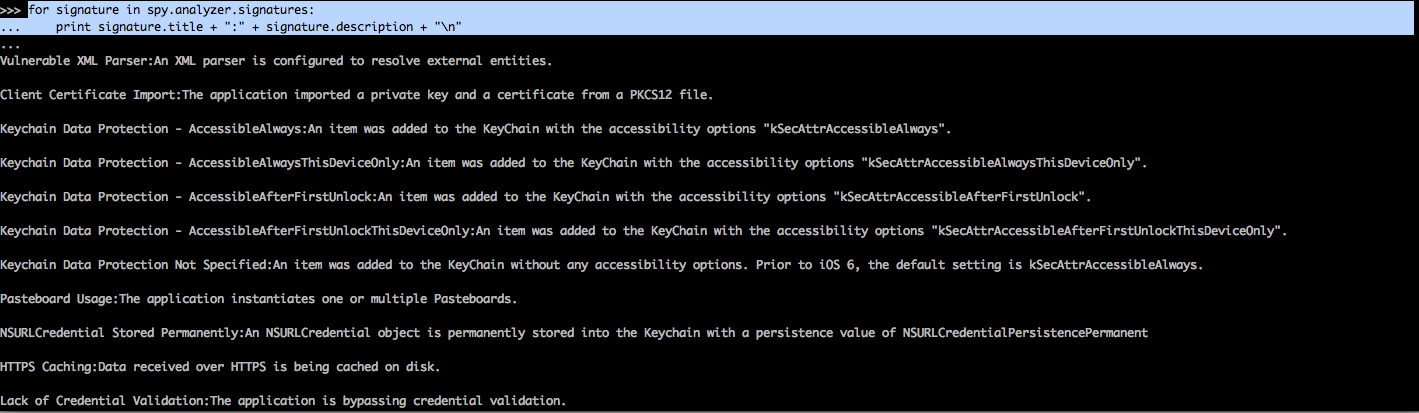 >>> for signature in spy.analyzer.signatures:
...     print signature.title + ":" + signature.description + "\n"
...
Vulnerable XML Parser:An XML parser is configured to resolve external entities.
Client Certificate Import:The application imported a private key and a certificate from a PKCS12 file.
Keychain Data Protection - AccessibleAlways:An item was added to the KeyChain with the accessibility options "kSecAttrAccessibleAlways".
Keychain Data Protection - AccessibleAlwaysThisDeviceOnly:An item was added to the KeyChain with the accessibility options "kSecAttrAccessibleAlwaysThisDeviceOnly".
Keychain Data Protection - AccessibleAfterFirstUnlock:An item was added to the KeyChain with the accessibility options "kSecAttrAccessibleAfterFirstUnlock".
Keychain Data Protection - AccessibleAfterFirstUnlockThisDeviceOnly:An item was added to the KeyChain with the accessibility options "kSecAttrAccessibleAfterFirstUnlockThisDeviceOnly".
Keychain Data Protection Not Specified:An item was added to the KeyChain without any accessibility options. Prior to iOS 6, the default setting is kSecAttrAccessibleAlways.
Pasteboard Usage:The application instantiates one or multiple Pasteboards.
NSURLCredential Stored Permanently:An NSURLCredential object is permanently stored into the Keychain with a persistence value of NSURLCredentialPersistencePermanent
HTTPS Caching:Data received over HTTPS is being cached on disk.
Lack of Credential Validation:The application is bypassing credential validation.